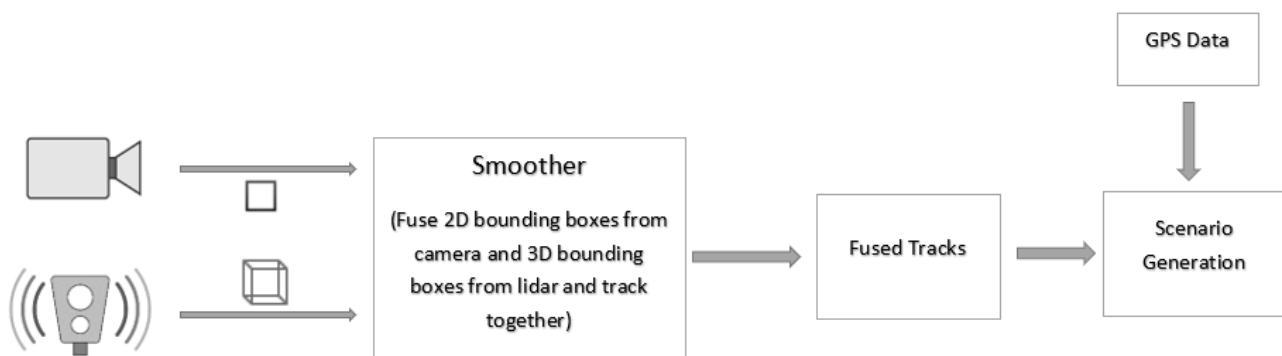 GPS Data
Smoother
(Fuse 2D bounding boxes from
camera and 3D bounding
boxes from lidar and track
together)
Fused Tracks
Scenario
Generation